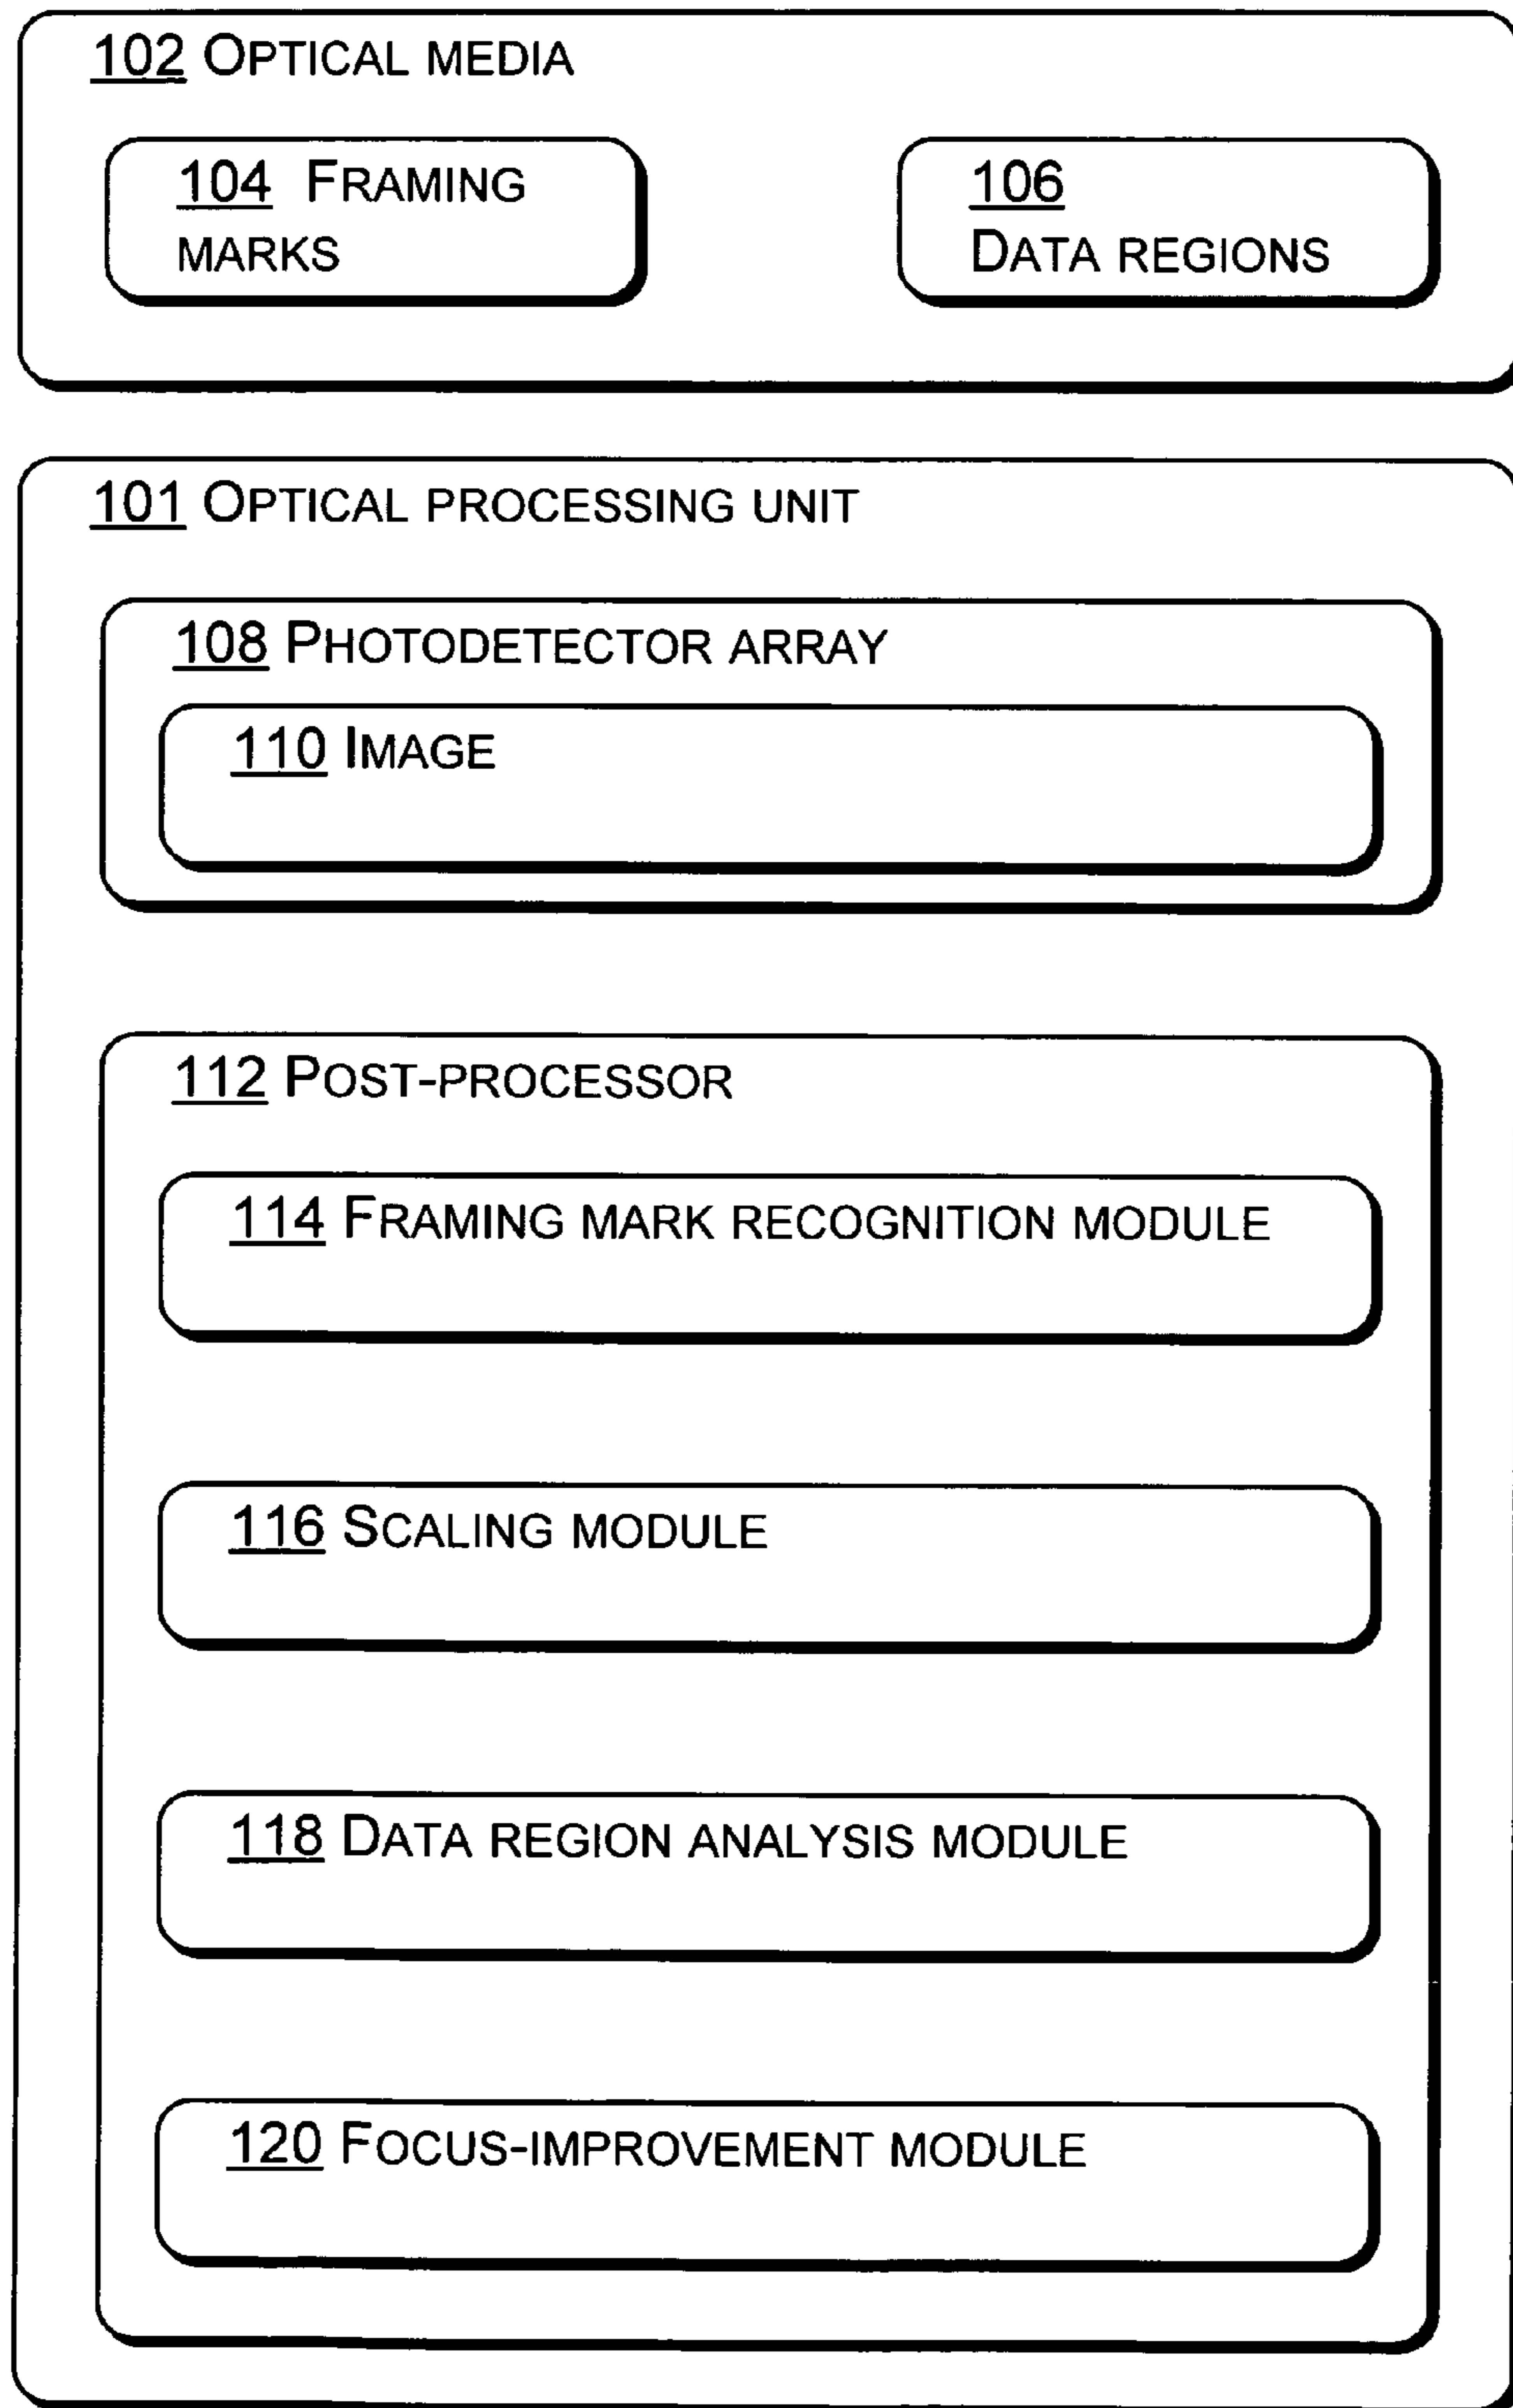 102 OPTICAL MEDIA
104 FRAMING
MARKS
106
DATA REGIONS
101 OPTICAL PROCESSING UNIT
108 PHOTODETECTOR ARRAY
110 IMAGE
112 POST-PROCESSOR
114 FRAMING MARK RECOGNITION MODULE
116 SCALING MODULE
118 DATA REGION ANALYSIS MODULE
120 FOCUS-IMPROVEMENT MODULE